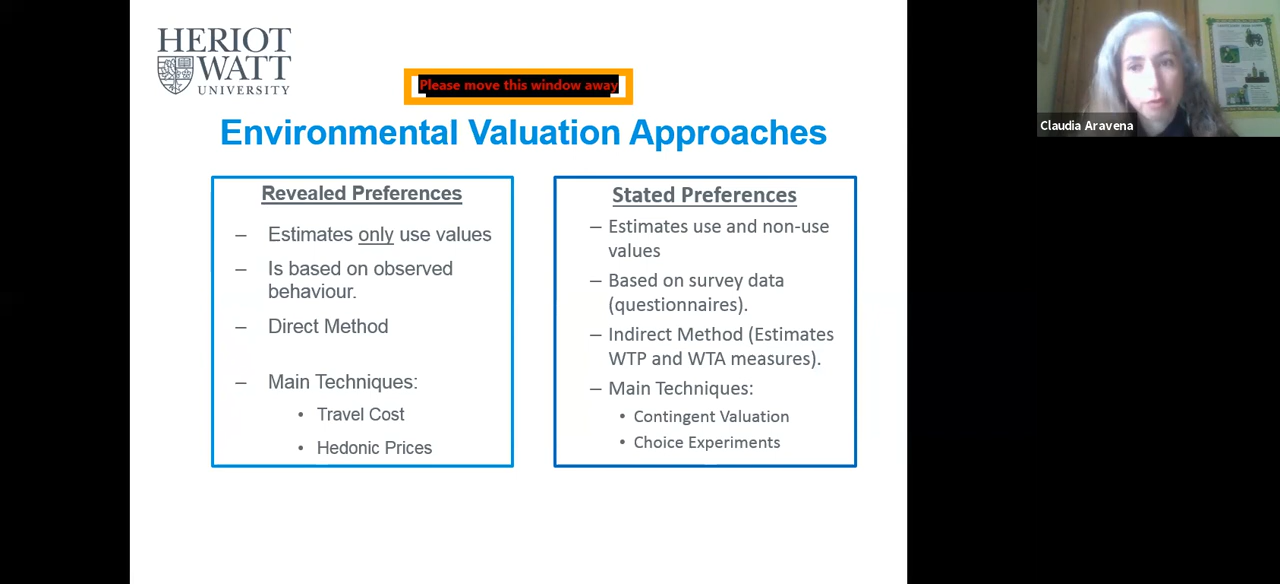 HERIOT
WATT
UNIVERSITY
Please move this window away
Claudia Aravena
Environmental Valuation Approaches
Revealed Preferences
– Estimates only use values
– Is based on observed
behaviour.
– Direct Method
– Main Techniques:
• Travel Cost
• Hedonic Prices
Stated Preferences
– Estimates use and non-use
values
– Based on survey data
(questionnaires).
– Indirect Method (Estimates
WTP and WTA measures).
– Main Techniques:
• Contingent Valuation
• Choice Experiments